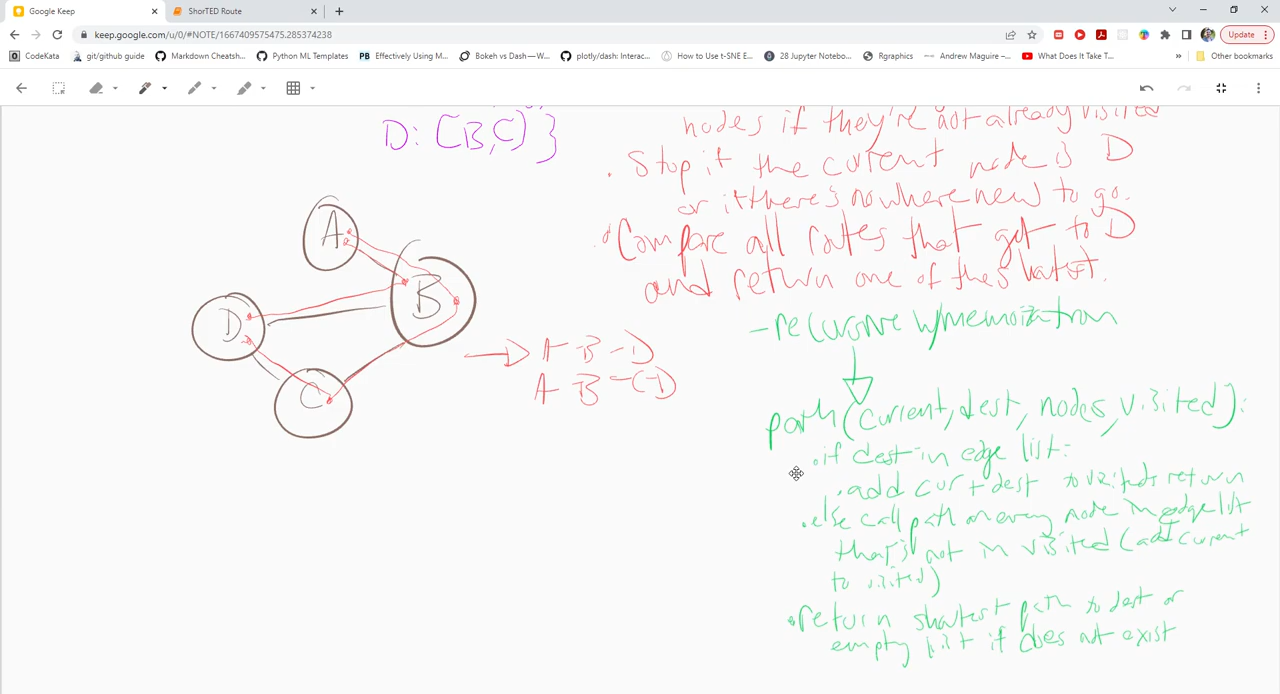 Google Keep
ShorTED Route
keep.google.com/u/0/#NOTE/1667409575475.285374238
Update
CodeKata
git/github guide
Markdown Cheatsh...
Python ML Templates
PB Effectively Using M...
Bokeh vs Dash — W...
plotly/dash: Interac...
How to Use t-SNE E...
28 Jupyter Notebo...
Rgraphics
Andrew Maguire –...
What Does It Take T...
Other bookmarks
D: [B,C] }
nodes if they're not already visited
. Stop if the current node is D
or if there's nowhere new to go.
. Compare all routes that get to D
and return one of the shortest.
- recursive w/memoization
A
B
D
C
A - B - D
A - B - C - D
path(current, dest, nodes, visited):
. if dest in edge list:
. add cur + dest to visited return
. else call path on every node in edge list
that's not in visited (add current
to visited)
. return shortest path to dest or
empty list if does not exist